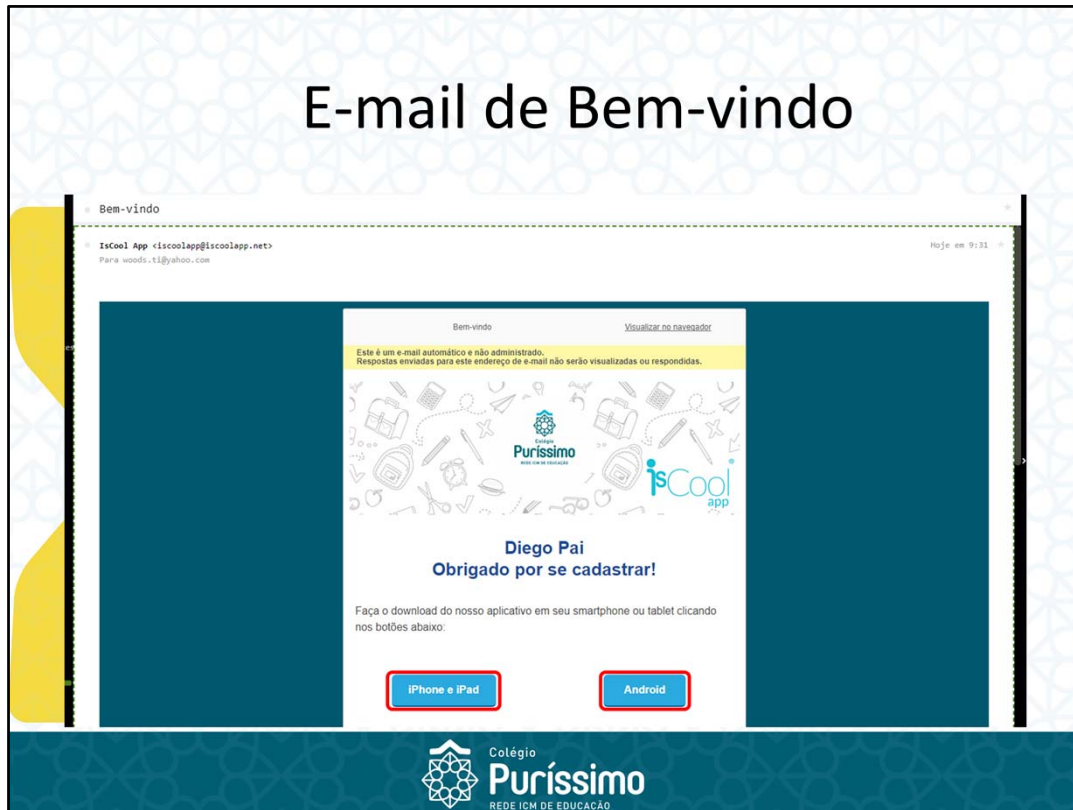 E-mail de Bem-vindo
Bem-vindo
IsCool App <iscoolapp@iscoolapp.net>
Hoje em 9:31
Para woods.ti@yahoo.com
Bem-vindo
Visualizar no navegador
Este é um e-mail automático e não administrado.
Respostas enviadas para este endereço de e-mail não serão visualizadas ou respondidas.
Colégio
Puríssimo
REDE ICM DE EDUCAÇÃO
isCool
app
Diego Pai
Obrigado por se cadastrar!
Faça o download do nosso aplicativo em seu smartphone ou tablet clicando
nos botões abaixo:
iPhone e iPad
Android
Colégio
Puríssimo
REDE ICM DE EDUCAÇÃO